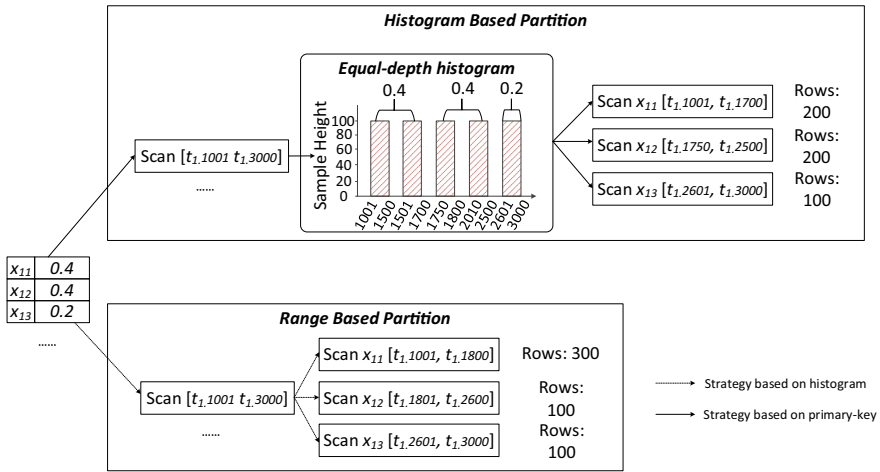 Histogram Based Partition
Equal-depth histogram
0.4 0.4 0.2
Sample Height
100
80
60
40
20
0
1001
1500
1501
1700
1750
1800
2010
2500
2601
3000
Scan [t1.1001 t1.3000]
......
Scan x11 [t1.1001, t1.1700]
Rows:
200
Scan x12 [t1.1750, t1.2500]
Rows:
200
Scan x13 [t1.2601, t1.3000]
Rows:
100
x11 0.4
x12 0.4
x13 0.2
......
Range Based Partition
Scan [t1.1001 t1.3000]
......
Scan x11 [t1.1001, t1.1800]
Rows: 300
Scan x12 [t1.1801, t1.2600]
Rows:
100
Scan x13 [t1.2601, t1.3000]
Rows:
100
Strategy based on histogram
Strategy based on primary-key